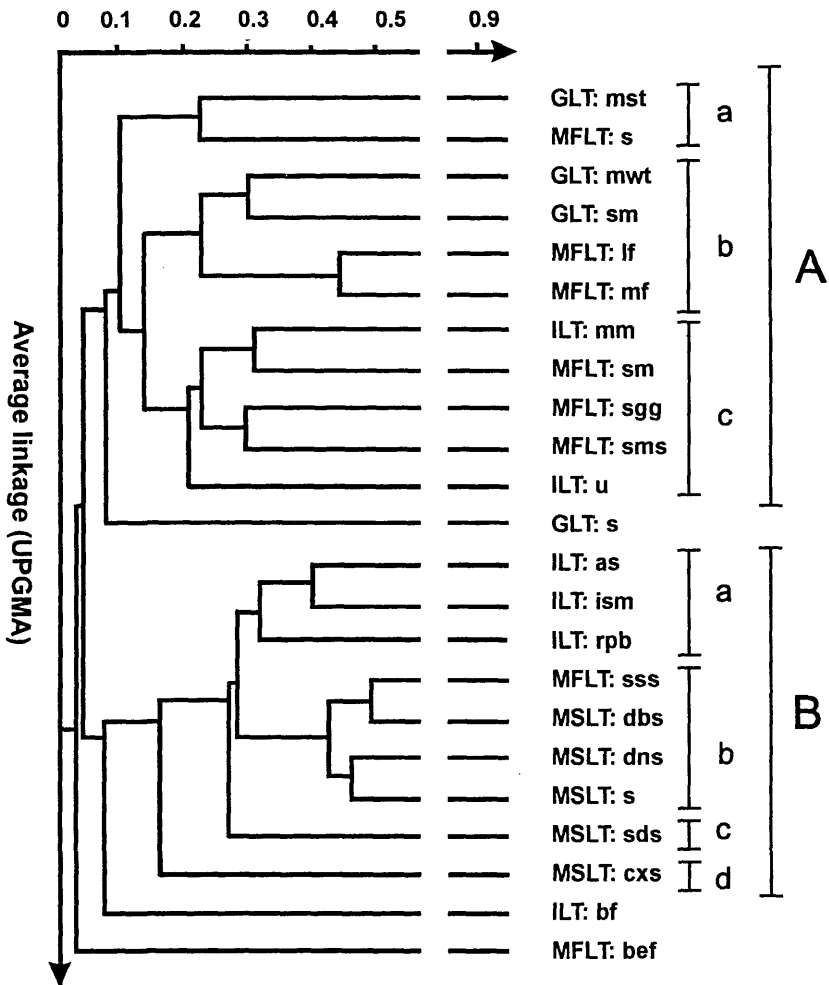 0 0.1 0.2 0.3 0.4 0.5 0.9
Average linkage (UPGMA)
GLT: mst
MFLT: s
a
GLT: mwt
GLT: sm
MFLT: lf
MFLT: mf
b
ILT: mm
MFLT: sm
MFLT: sgg
MFLT: sms
ILT: u
c
GLT: s
A
ILT: as
ILT: ism
ILT: rpb
a
MFLT: sss
MSLT: dbs
MSLT: dns
MSLT: s
b
MSLT: sds
c
MSLT: cxs
d
B
ILT: bf
MFLT: bef